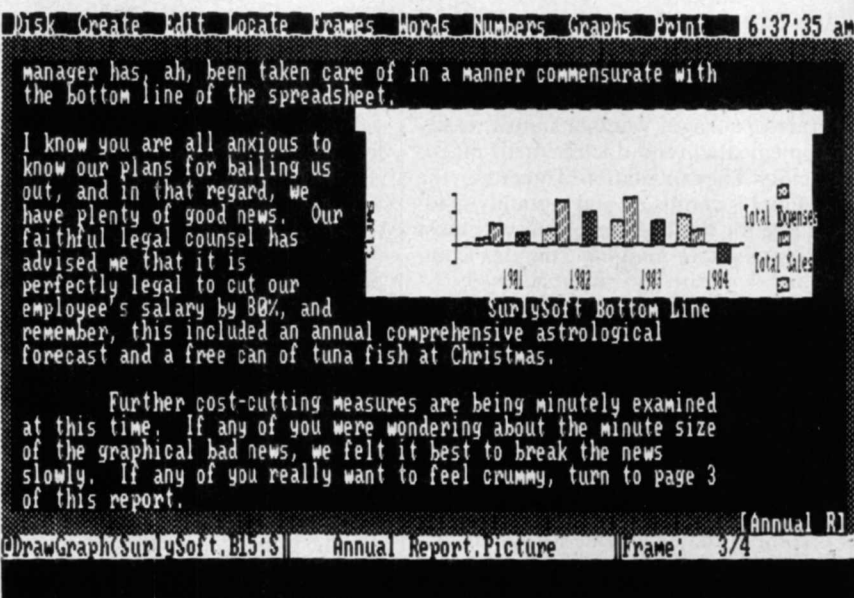 Disk Create Edit Locate Frames Words Numbers Graphs Print 6:37:35 am
manager has, ah, been taken care of in a manner commensurate with
the bottom line of the spreadsheet.
I know you are all anxious to
know our plans for bailing us
out, and in that regard, we
have plenty of good news. Our
faithful legal counsel has
advised me that it is
perfectly legal to cut our
employee's salary by 80%, and
remember, this included an annual comprehensive astrological
forecast and a free can of tuna fish at Christmas.
Clams
Total Expenses
Total Sales
1981 1982 1983 1984
SurlySoft Bottom Line
Further cost-cutting measures are being minutely examined
at this time. If any of you were wondering about the minute size
of the graphical bad news, we felt it best to break the news
slowly. If any of you really want to feel crummy, turn to page 3
of this report.
[Annual R]
@DrawGraph(SurlySoft.B15:S Annual Report.Picture Frame: 3/4